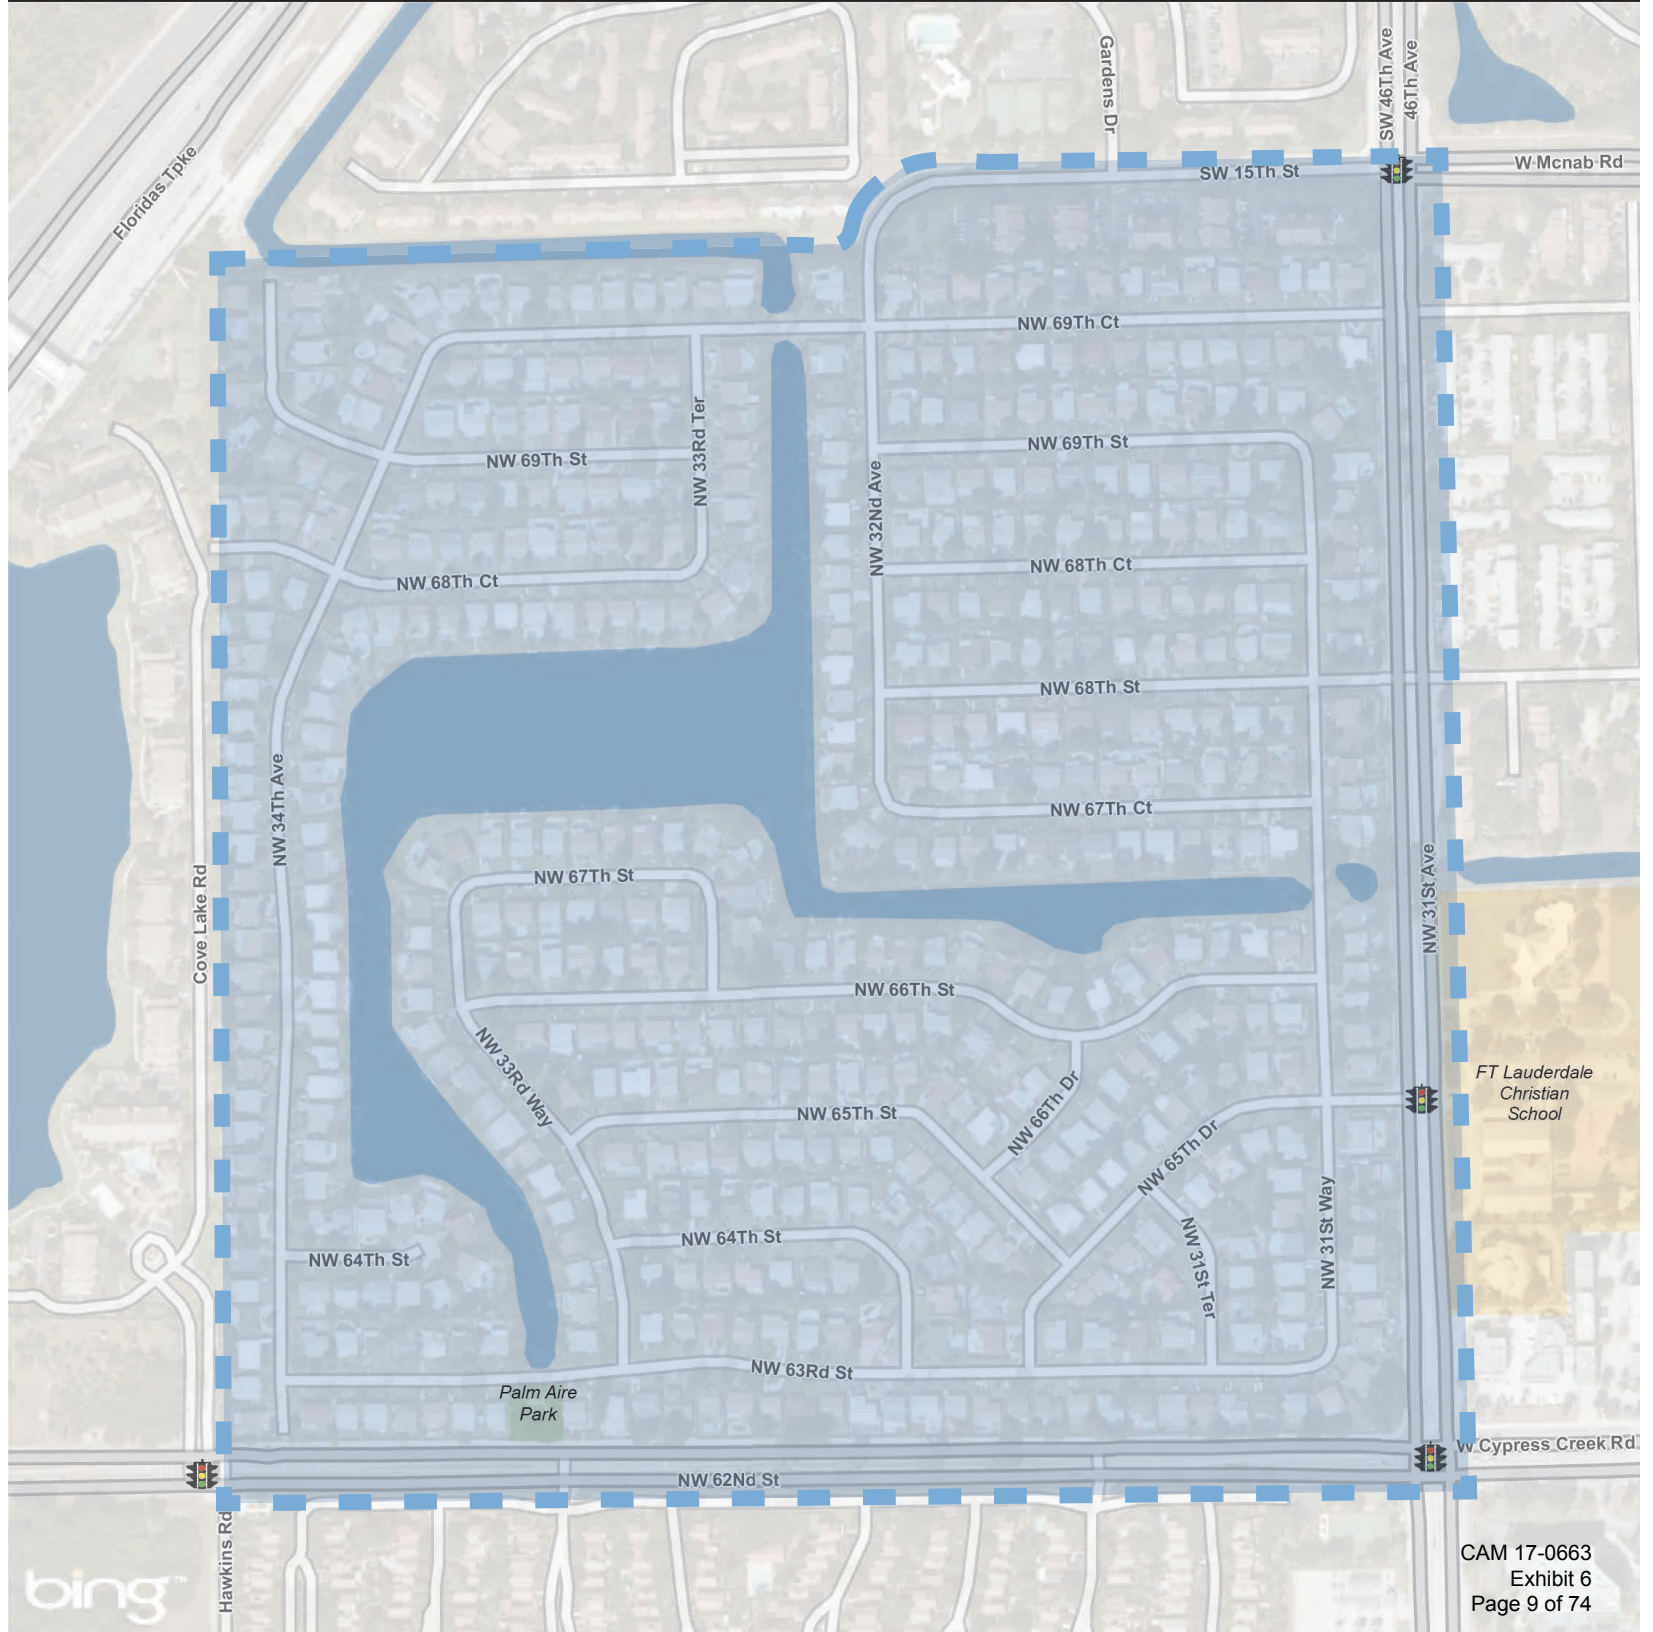 Gardens Dr
SW 46Th Ave
46Th Ave
W Mcnab Rd
SW 15Th St
Floridas Tpke
NW 69Th Ct
NW 33Rd Ter
NW 69Th St
NW 69Th St
NW 32Nd Ave
NW 68Th Ct
NW 68Th Ct
NW 68Th St
NW 34Th Ave
NW 67Th Ct
NW 67Th St
Cove Lake Rd
NW 31St Ave
NW 66Th St
NW 33Rd Way
NW 66Th Dr
FT Lauderdale
Christian
School
NW 65Th St
NW 65Th Dr
NW 31St Way
NW 64Th St
NW 31St Ter
NW 64Th St
NW 63Rd St
Palm Aire
Park
W Cypress Creek Rd
NW 62Nd St
Hawkins Rd
bing
CAM 17-0663
Exhibit 6
Page 9 of 74